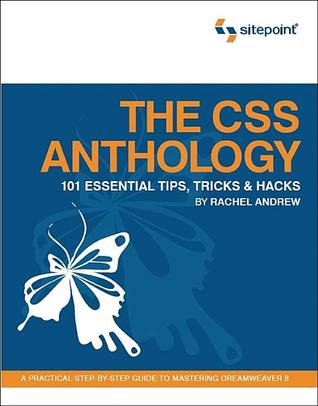 sitepoint®
THE CSS
ANTHOLOGY
101 ESSENTIAL TIPS, TRICKS & HACKS
BY RACHEL ANDREW
A PRACTICAL STEP-BY-STEP GUIDE TO MASTERING DREAMWEAVER 8